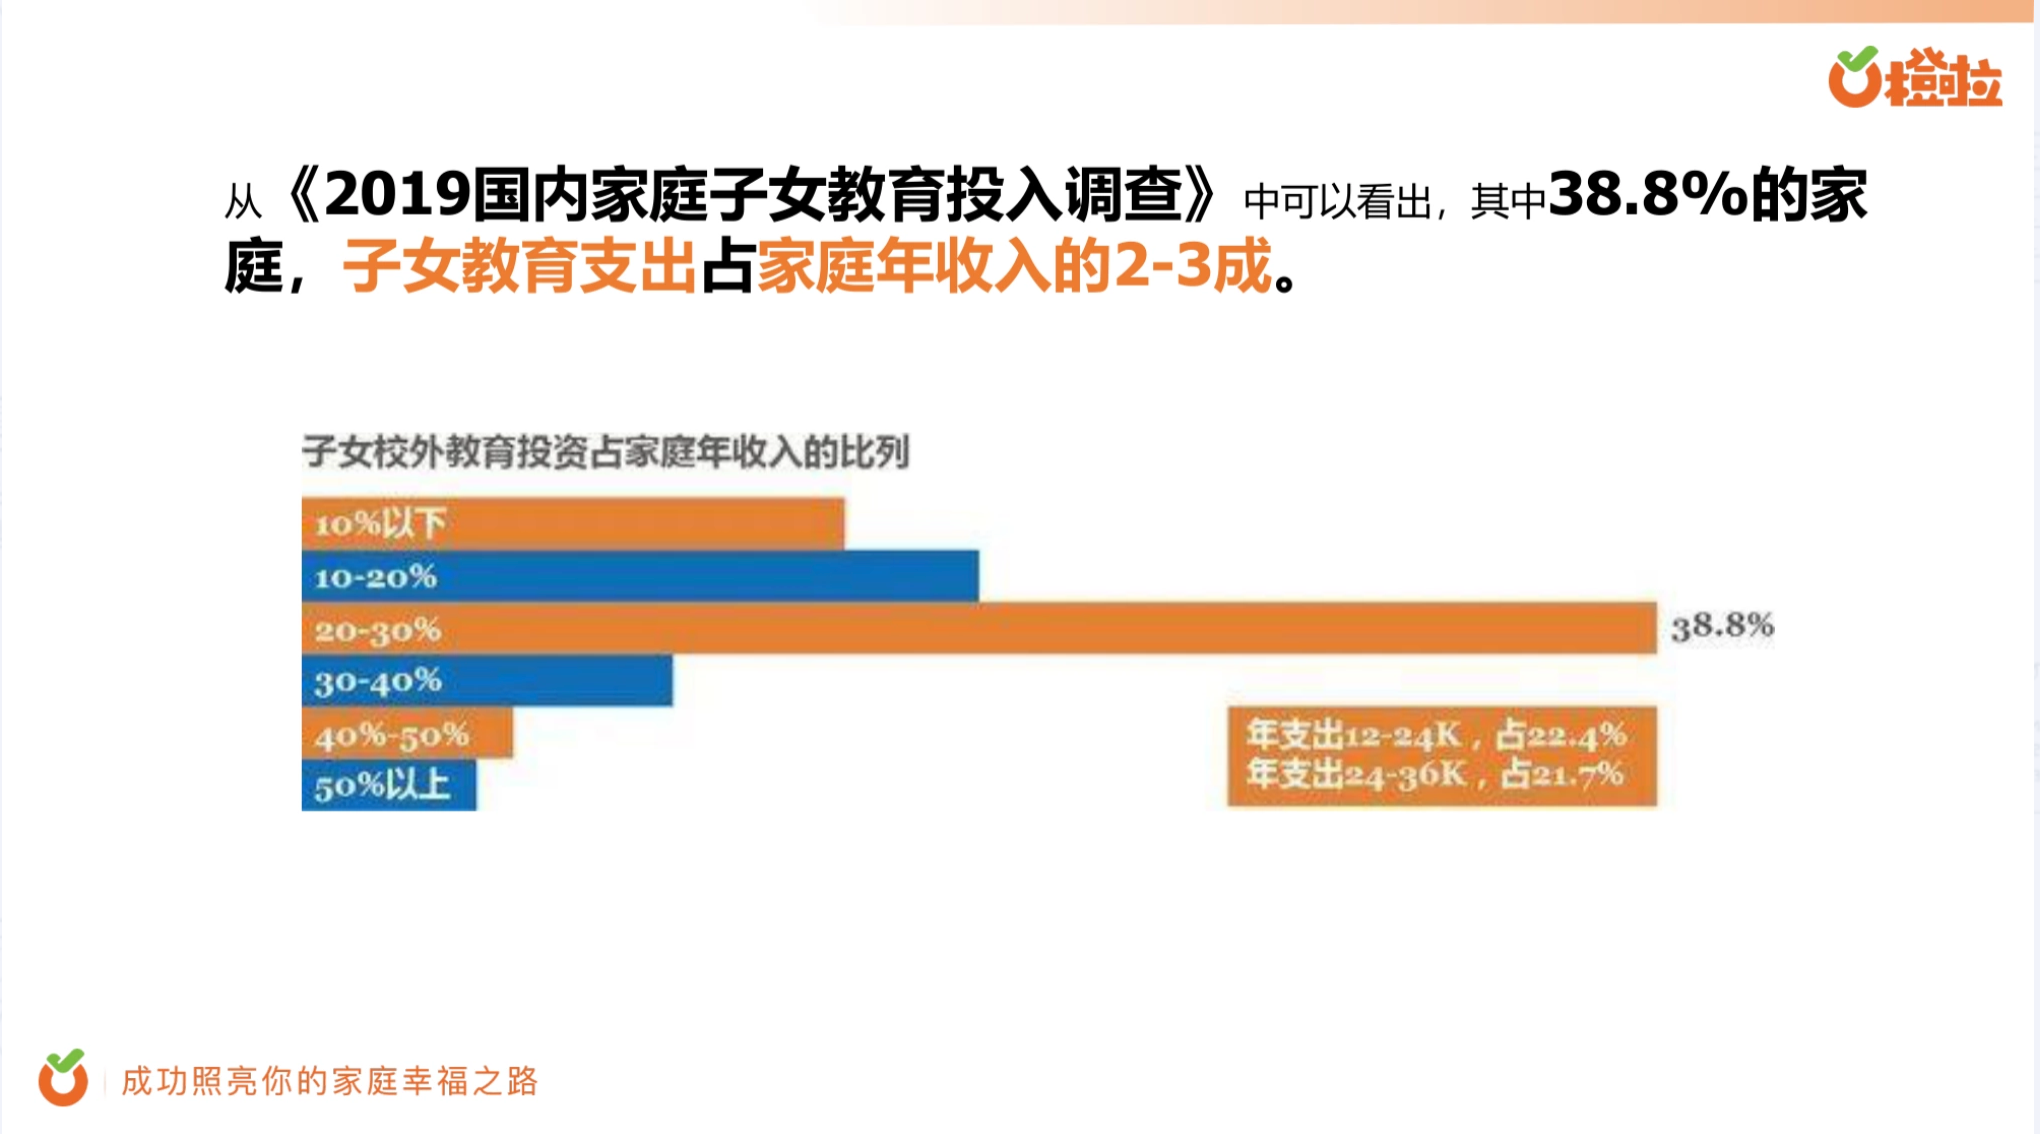 橙啦
从《2019国内家庭子女教育投入调查》中可以看出，其中38.8%的家
庭，子女教育支出占家庭年收入的2-3成。
子女校外教育投资占家庭年收入的比列
10%以下
10-20%
20-30%
38.8%
30-40%
40%-50%
50%以上
年支出12-24K，占22.4%
年支出24-36K，占21.7%
成功照亮你的家庭幸福之路